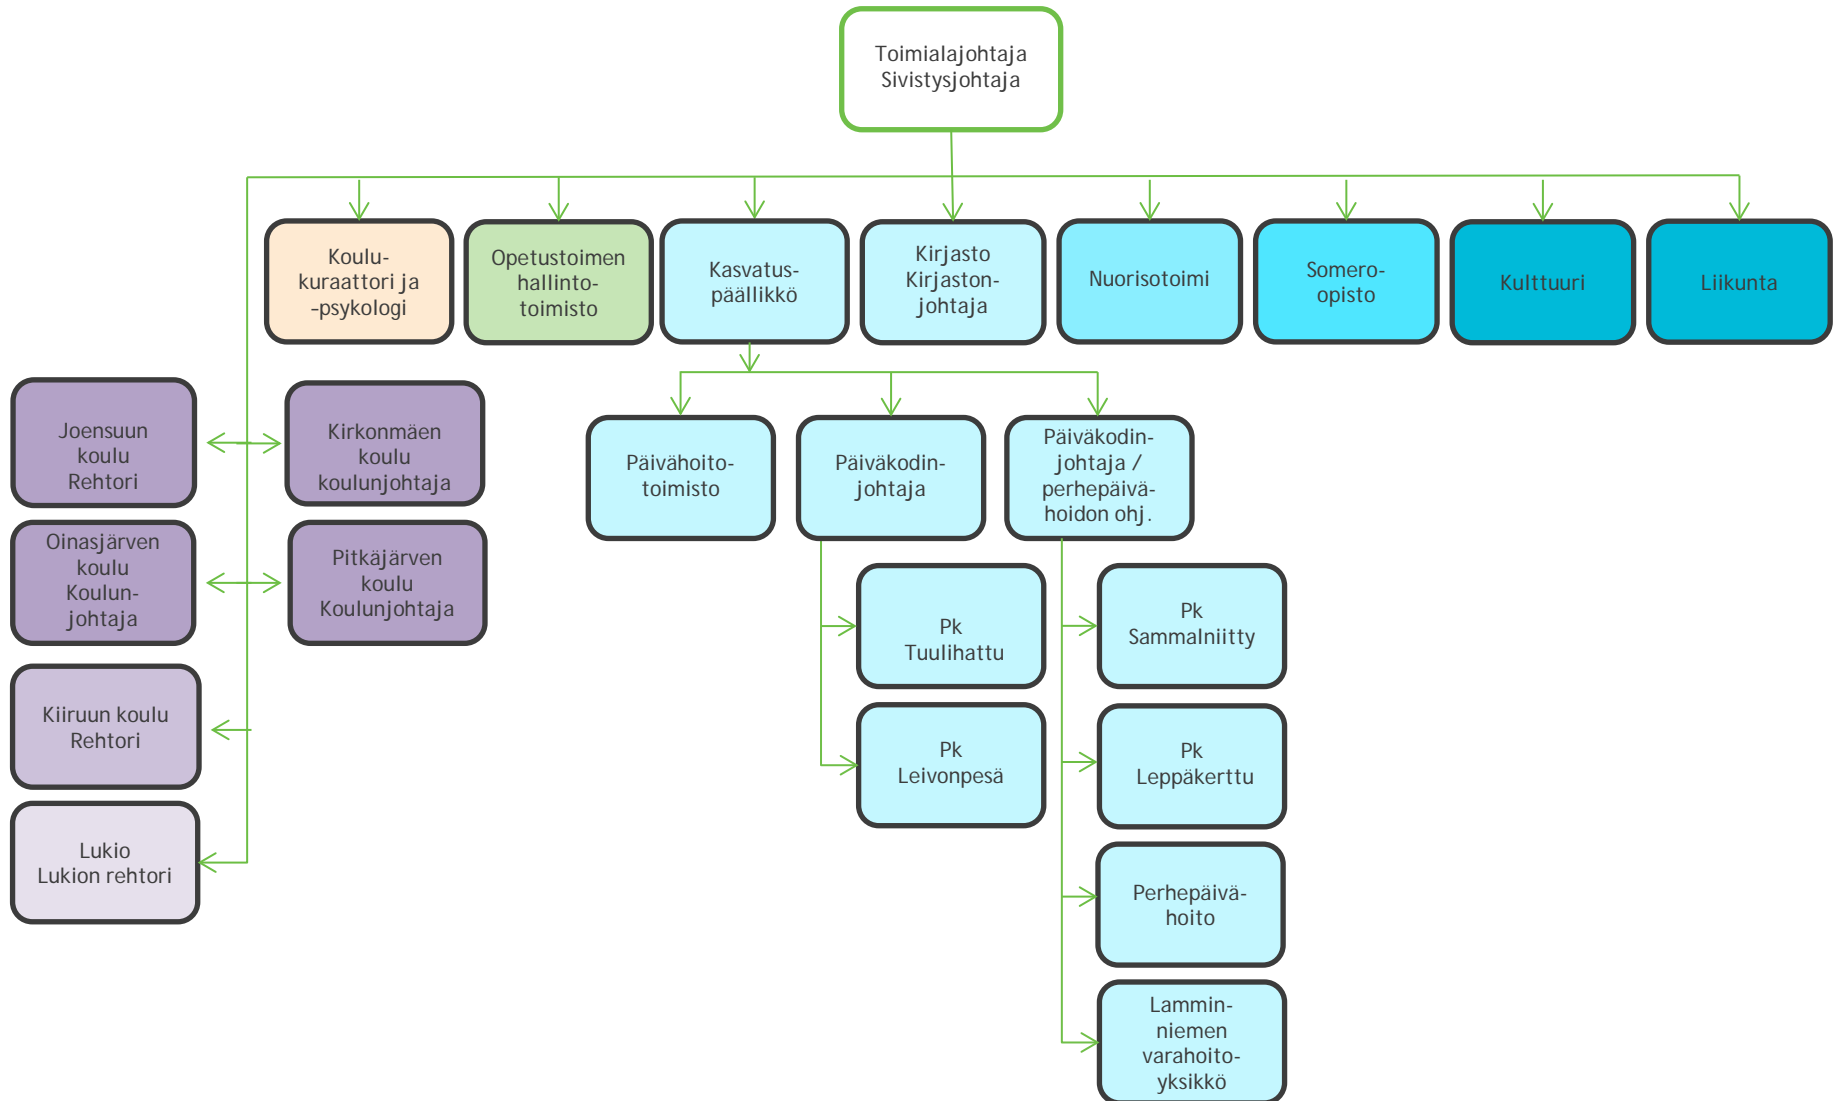 Toimialajohtaja
Sivistysjohtaja
Koulu-
kuraattori ja
-psykologi
Opetustoimen
hallinto-
toimisto
Kasvatus-
päällikkö
Kirjasto
Kirjaston-
johtaja
Nuorisotoimi
Somero-
opisto
Kulttuuri
Liikunta
Joensuun
koulu
Rehtori
Kirkonmäen
koulu
koulunjohtaja
Oinasjärven
koulu
Koulun-
johtaja
Pitkäjärven
koulu
Koulunjohtaja
Kiiruun koulu
Rehtori
Lukio
Lukion rehtori
Päivähoito-
toimisto
Päiväkodin-
johtaja
Päiväkodin-
johtaja /
perhepäivä-
hoidon ohj.
Pk
Tuulihattu
Pk
Leivonpesä
Pk
Sammalniitty
Pk
Leppäkerttu
Perhepäivä-
hoito
Lammin-
niemen
varahoito-
yksikkö